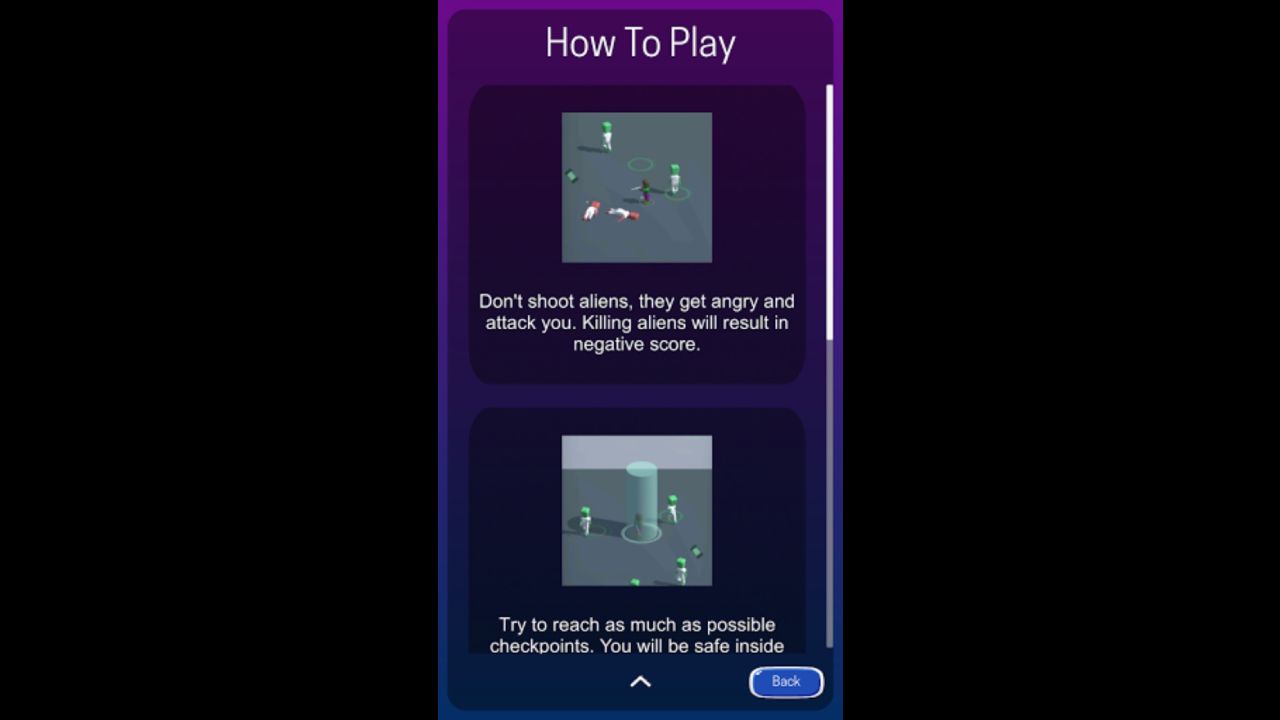 How To Play
Don't shoot aliens, they get angry and
attack you. Killing aliens will result in
negative score.
Try to reach as much as possible
checkpoints. You will be safe inside
Back